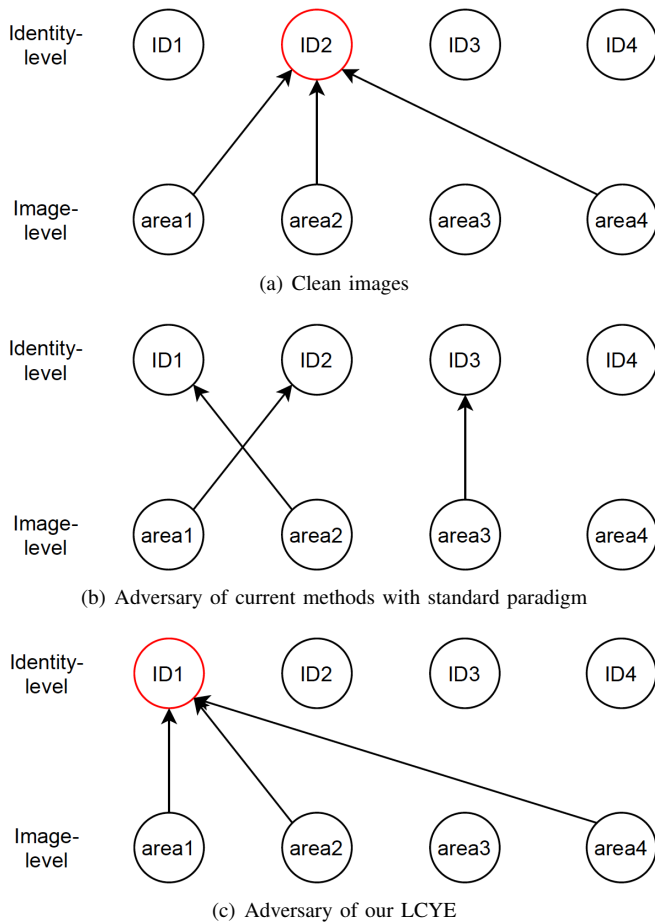 Identity-
level
ID1 ID2 ID3 ID4
Image-
level
area1 area2 area3 area4
(a) Clean images
Identity-
level
ID1 ID2 ID3 ID4
Image-
level
area1 area2 area3 area4
(b) Adversary of current methods with standard paradigm
Identity-
level
ID1 ID2 ID3 ID4
Image-
level
area1 area2 area3 area4
(c) Adversary of our LCYE